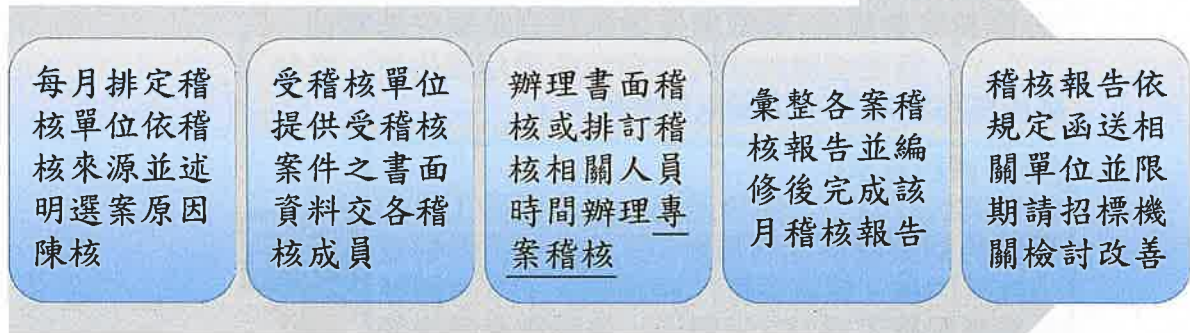 每月排定稽
核單位依稽
核來源並述
明選案原因
陳核
受稽核單位
提供受稽核
案件之書面
資料交各稽
核成員
辦理書面稽
核或排訂稽
核相關人員
時間辦理專
案稽核
彙整各案稽
核報告並編
修後完成該
月稽核報告
稽核報告依
規定函送相
關單位並限
期請招標機
關檢討改善